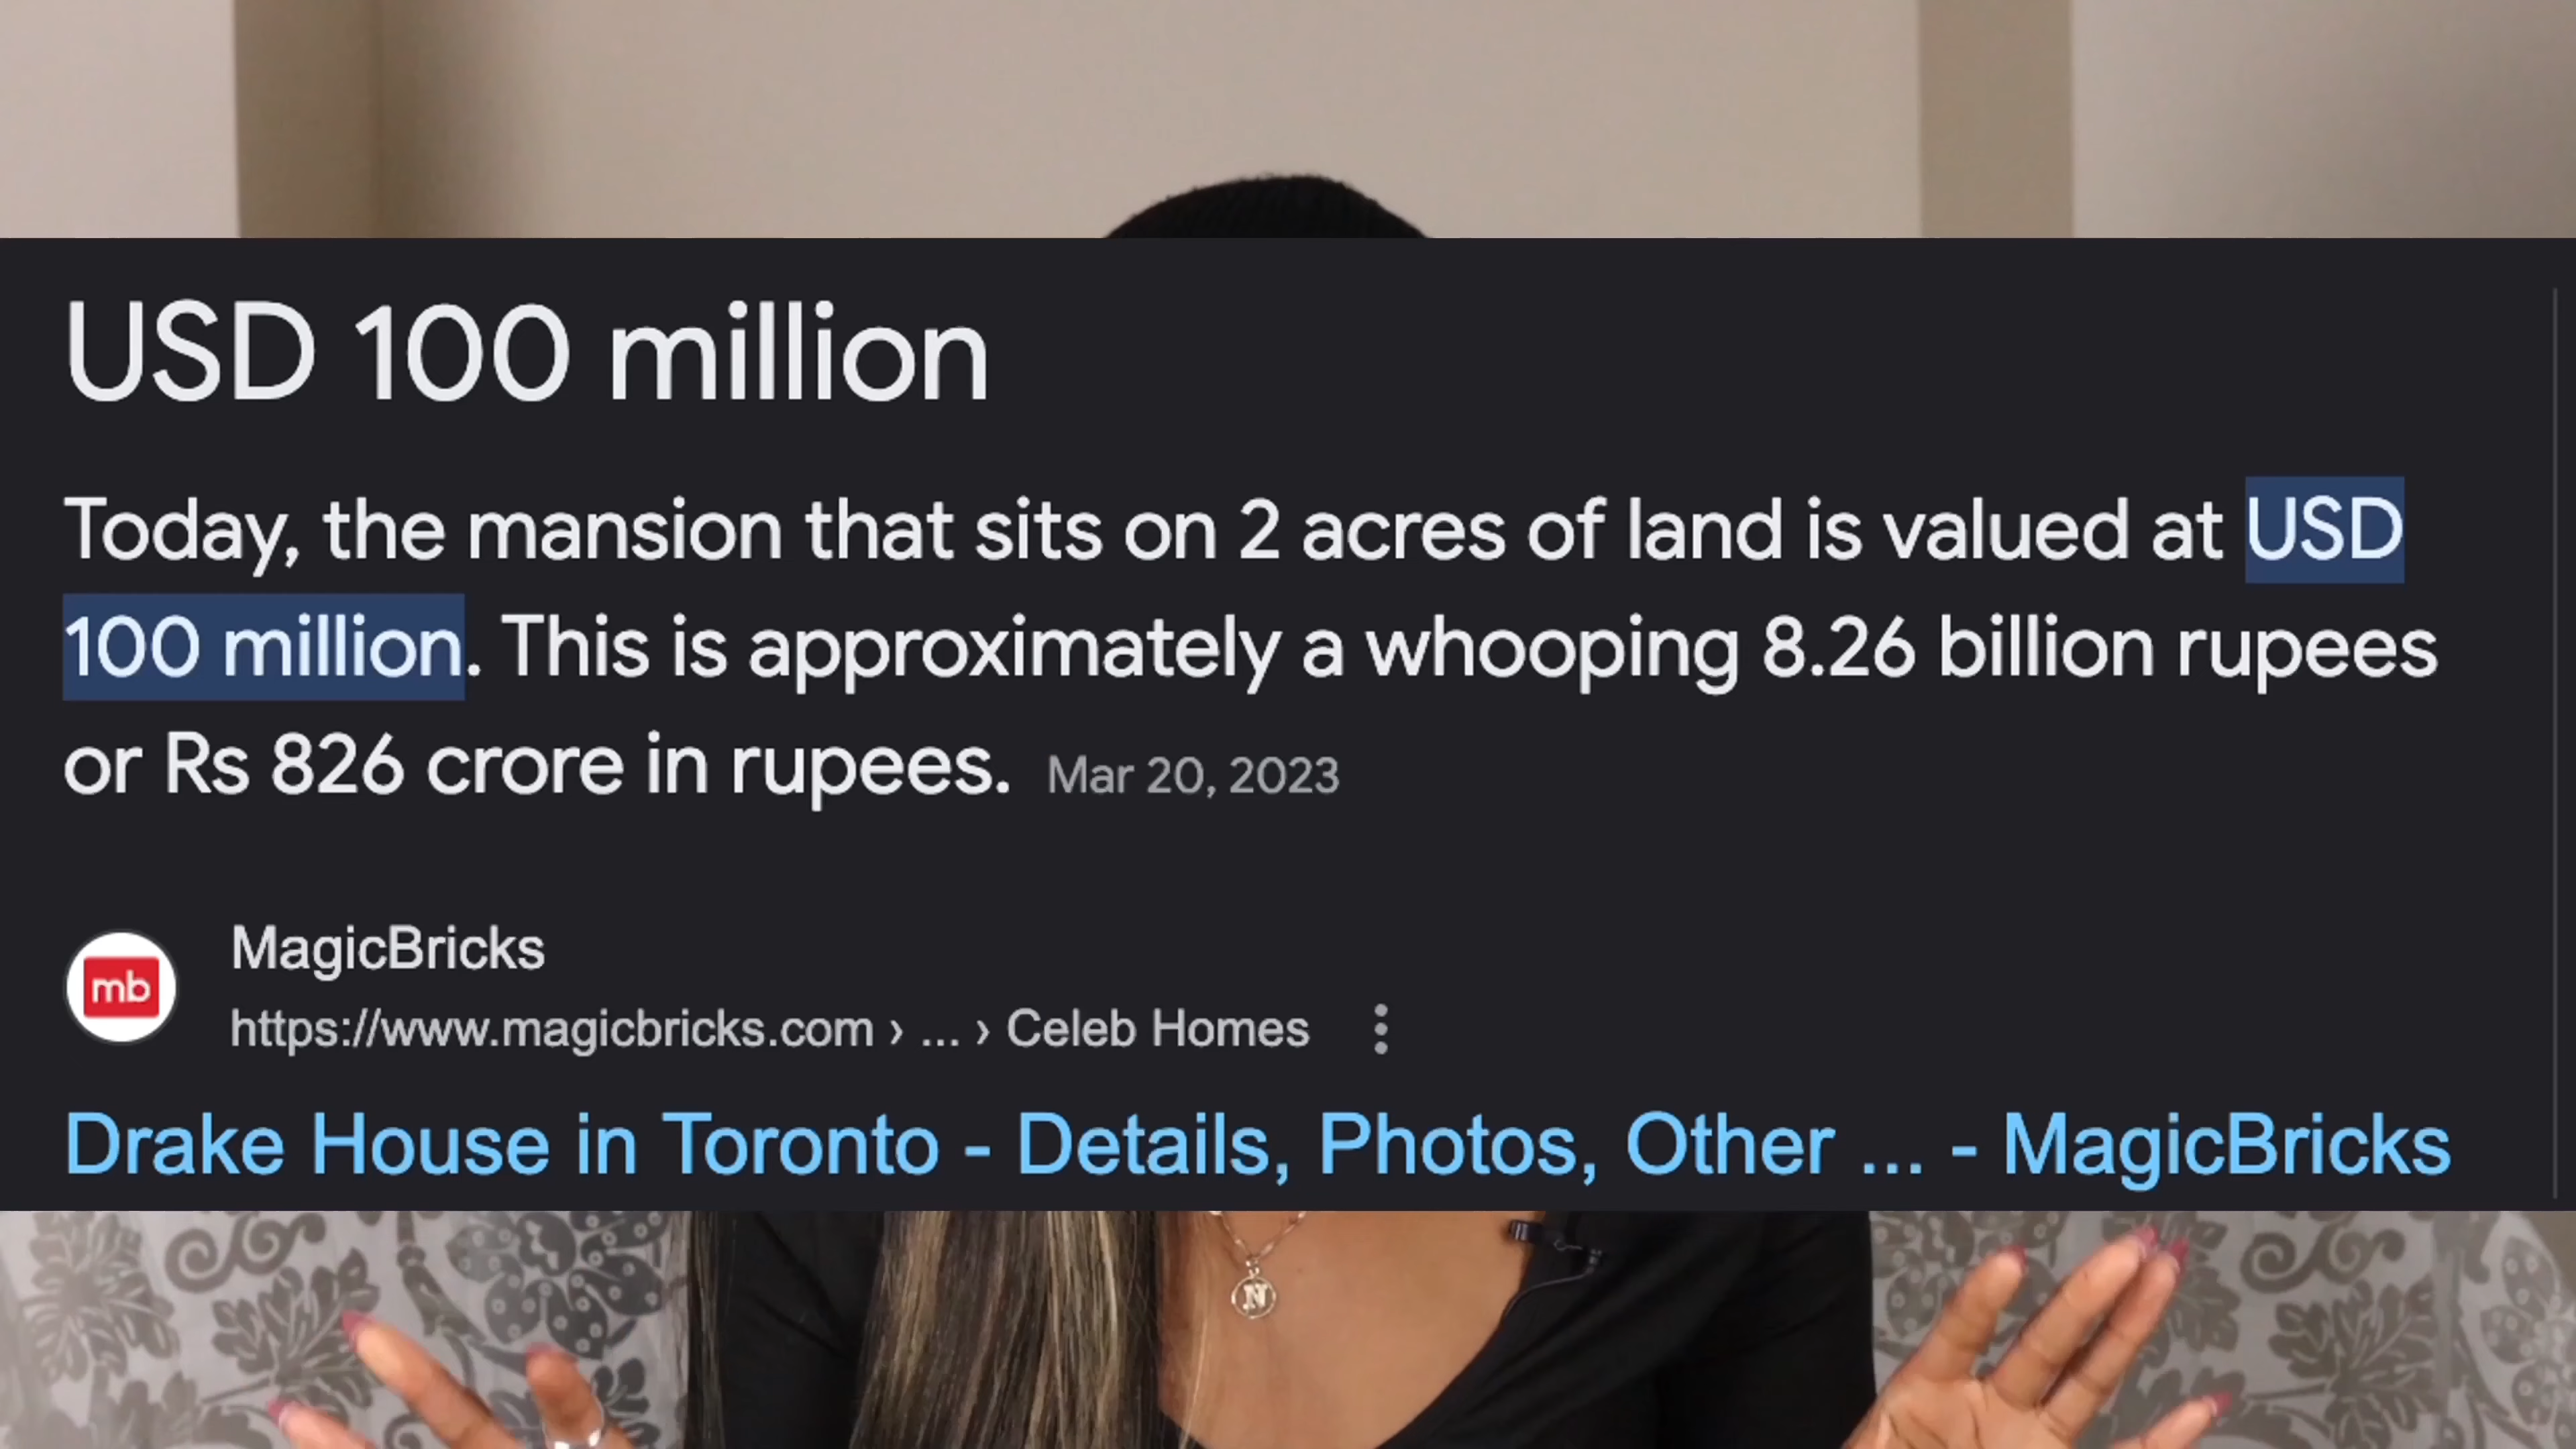 USD 100 million
Today, the mansion that sits on 2 acres of land is valued at USD
100 million. This is approximately a whooping 8.26 billion rupees
or Rs 826 crore in rupees. Mar 20, 2023
mb
MagicBricks
https://www.magicbricks.com › ... › Celeb Homes
Drake House in Toronto - Details, Photos, Other ... - MagicBricks
N